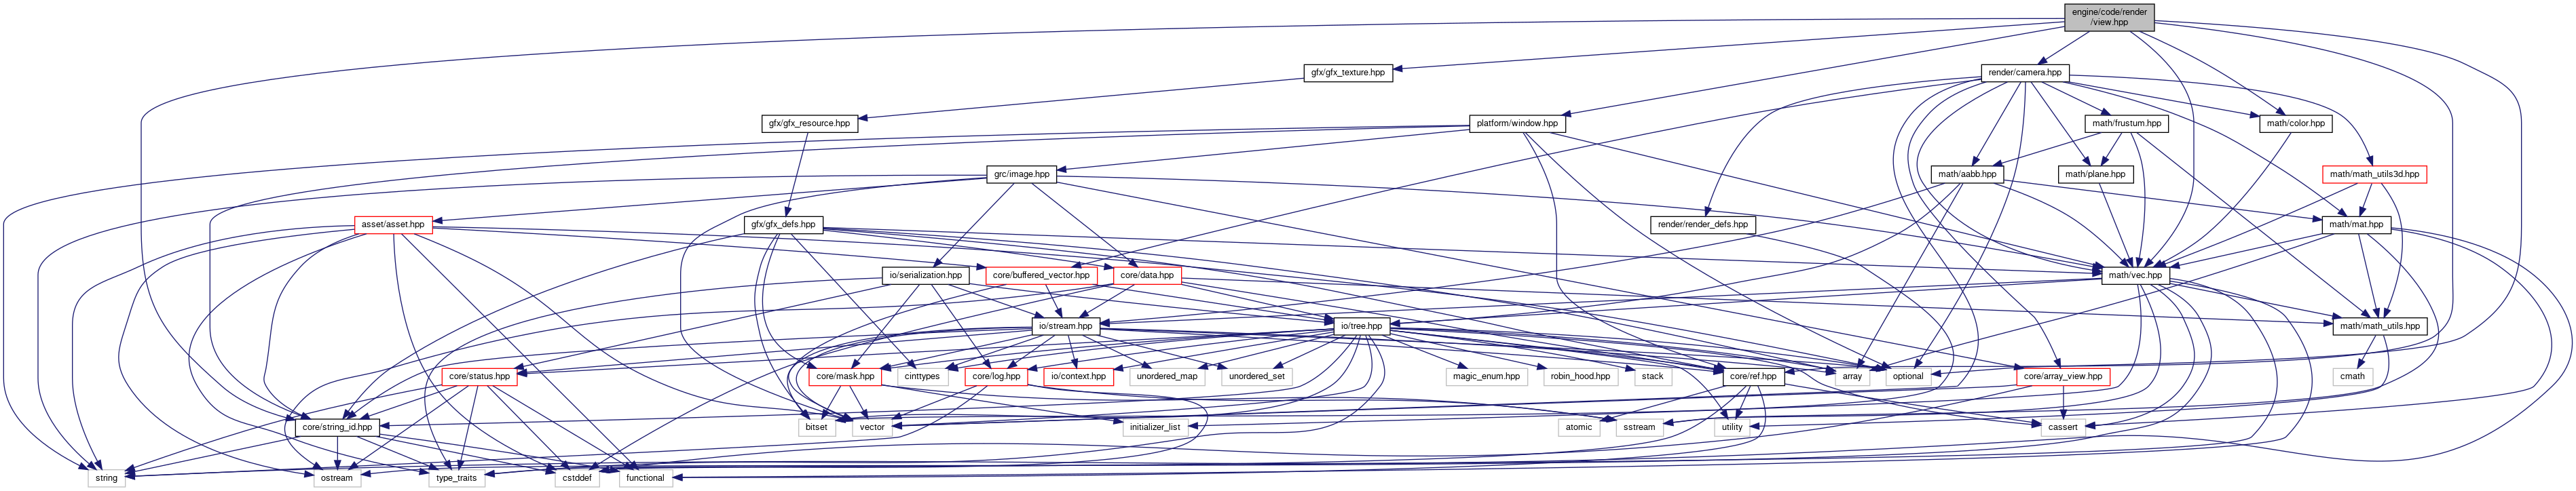 engine/code/render
/view.hpp
gfx/gfx_texture.hpp
render/camera.hpp
gfx/gfx_resource.hpp
platform/window.hpp
math/frustum.hpp
math/color.hpp
grc/image.hpp
math/aabb.hpp
math/plane.hpp
math/math_utils3d.hpp
asset/asset.hpp
gfx/gfx_defs.hpp
render/render_defs.hpp
math/mat.hpp
io/serialization.hpp
core/buffered_vector.hpp
core/data.hpp
math/vec.hpp
io/stream.hpp
io/tree.hpp
math/math_utils.hpp
core/status.hpp
core/mask.hpp
cinttypes
core/log.hpp
io/context.hpp
unordered_map
unordered_set
magic_enum.hpp
robin_hood.hpp
stack
core/ref.hpp
array
optional
core/array_view.hpp
cmath
core/string_id.hpp
bitset
vector
initializer_list
atomic
sstream
utility
cassert
string
ostream
type_traits
cstddef
functional